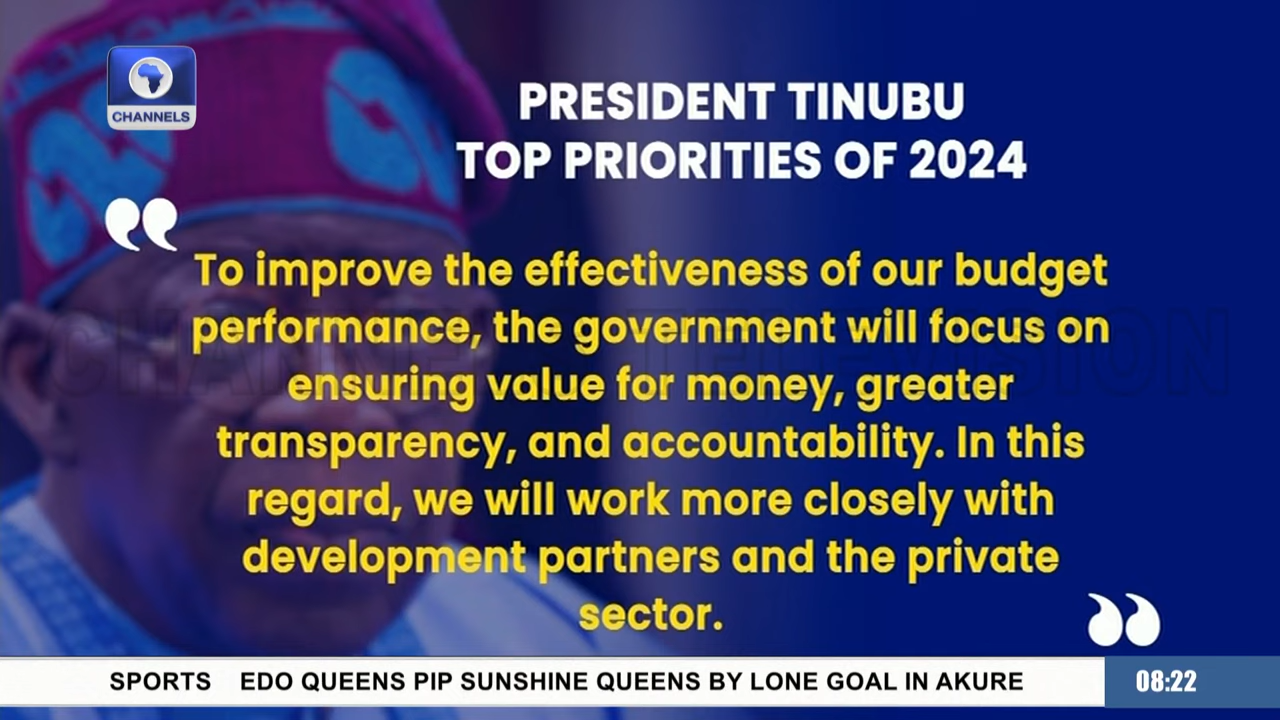 CHANNELS
PRESIDENT TINUBU
TOP PRIORITIES OF 2024
“
To improve the effectiveness of our budget
performance, the government will focus on
ensuring value for money, greater
transparency, and accountability. In this
regard, we will work more closely with
development partners and the private
sector.
”
CHANNELS TELEVISION
SPORTS EDO QUEENS PIP SUNSHINE QUEENS BY LONE GOAL IN AKURE
08:22